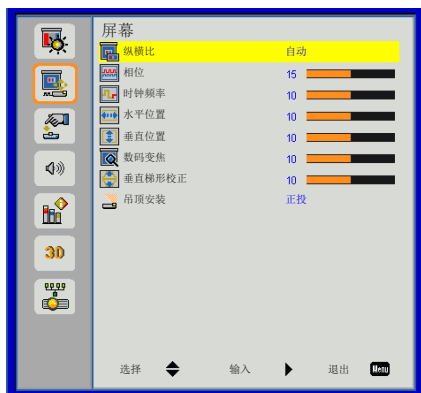 屏幕
纵横比 自动
相位 15
时钟频率 10
水平位置 10
垂直位置 10
数码变焦 10
垂直梯形校正 10
吊顶安装 正投
3D
选择 输入 退出 Menu